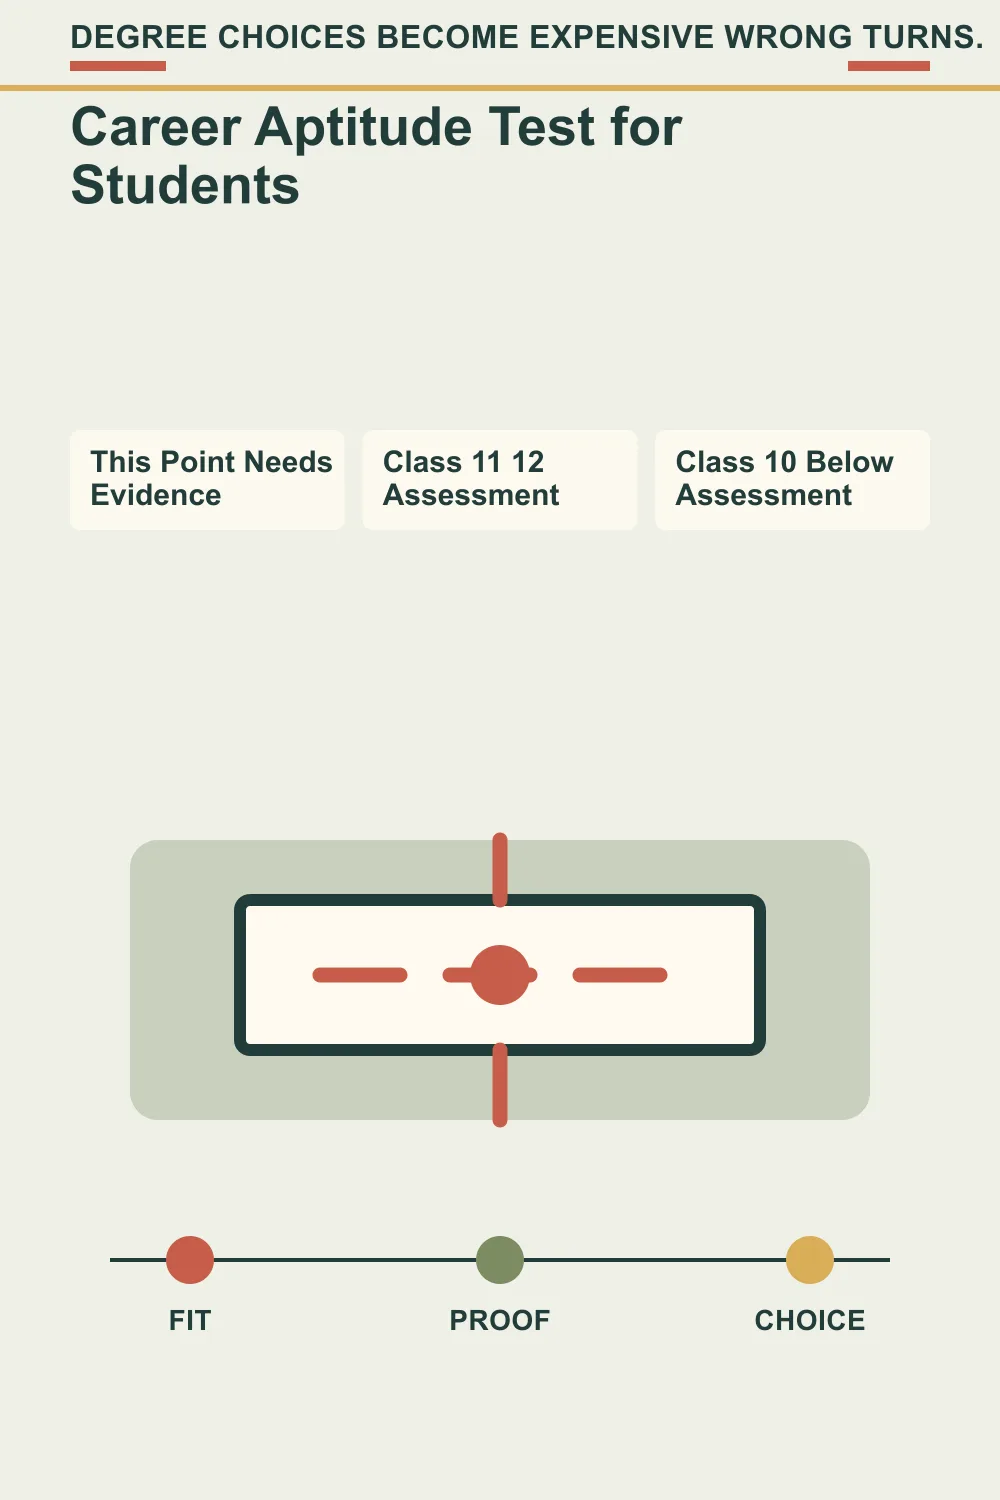 DEGREE CHOICES BECOME EXPENSIVE WRONG TURNS.
Career Aptitude Test for
Students
This Point Needs
Evidence
Class 11 12
Assessment
Class 10 Below
Assessment
FIT
PROOF
CHOICE